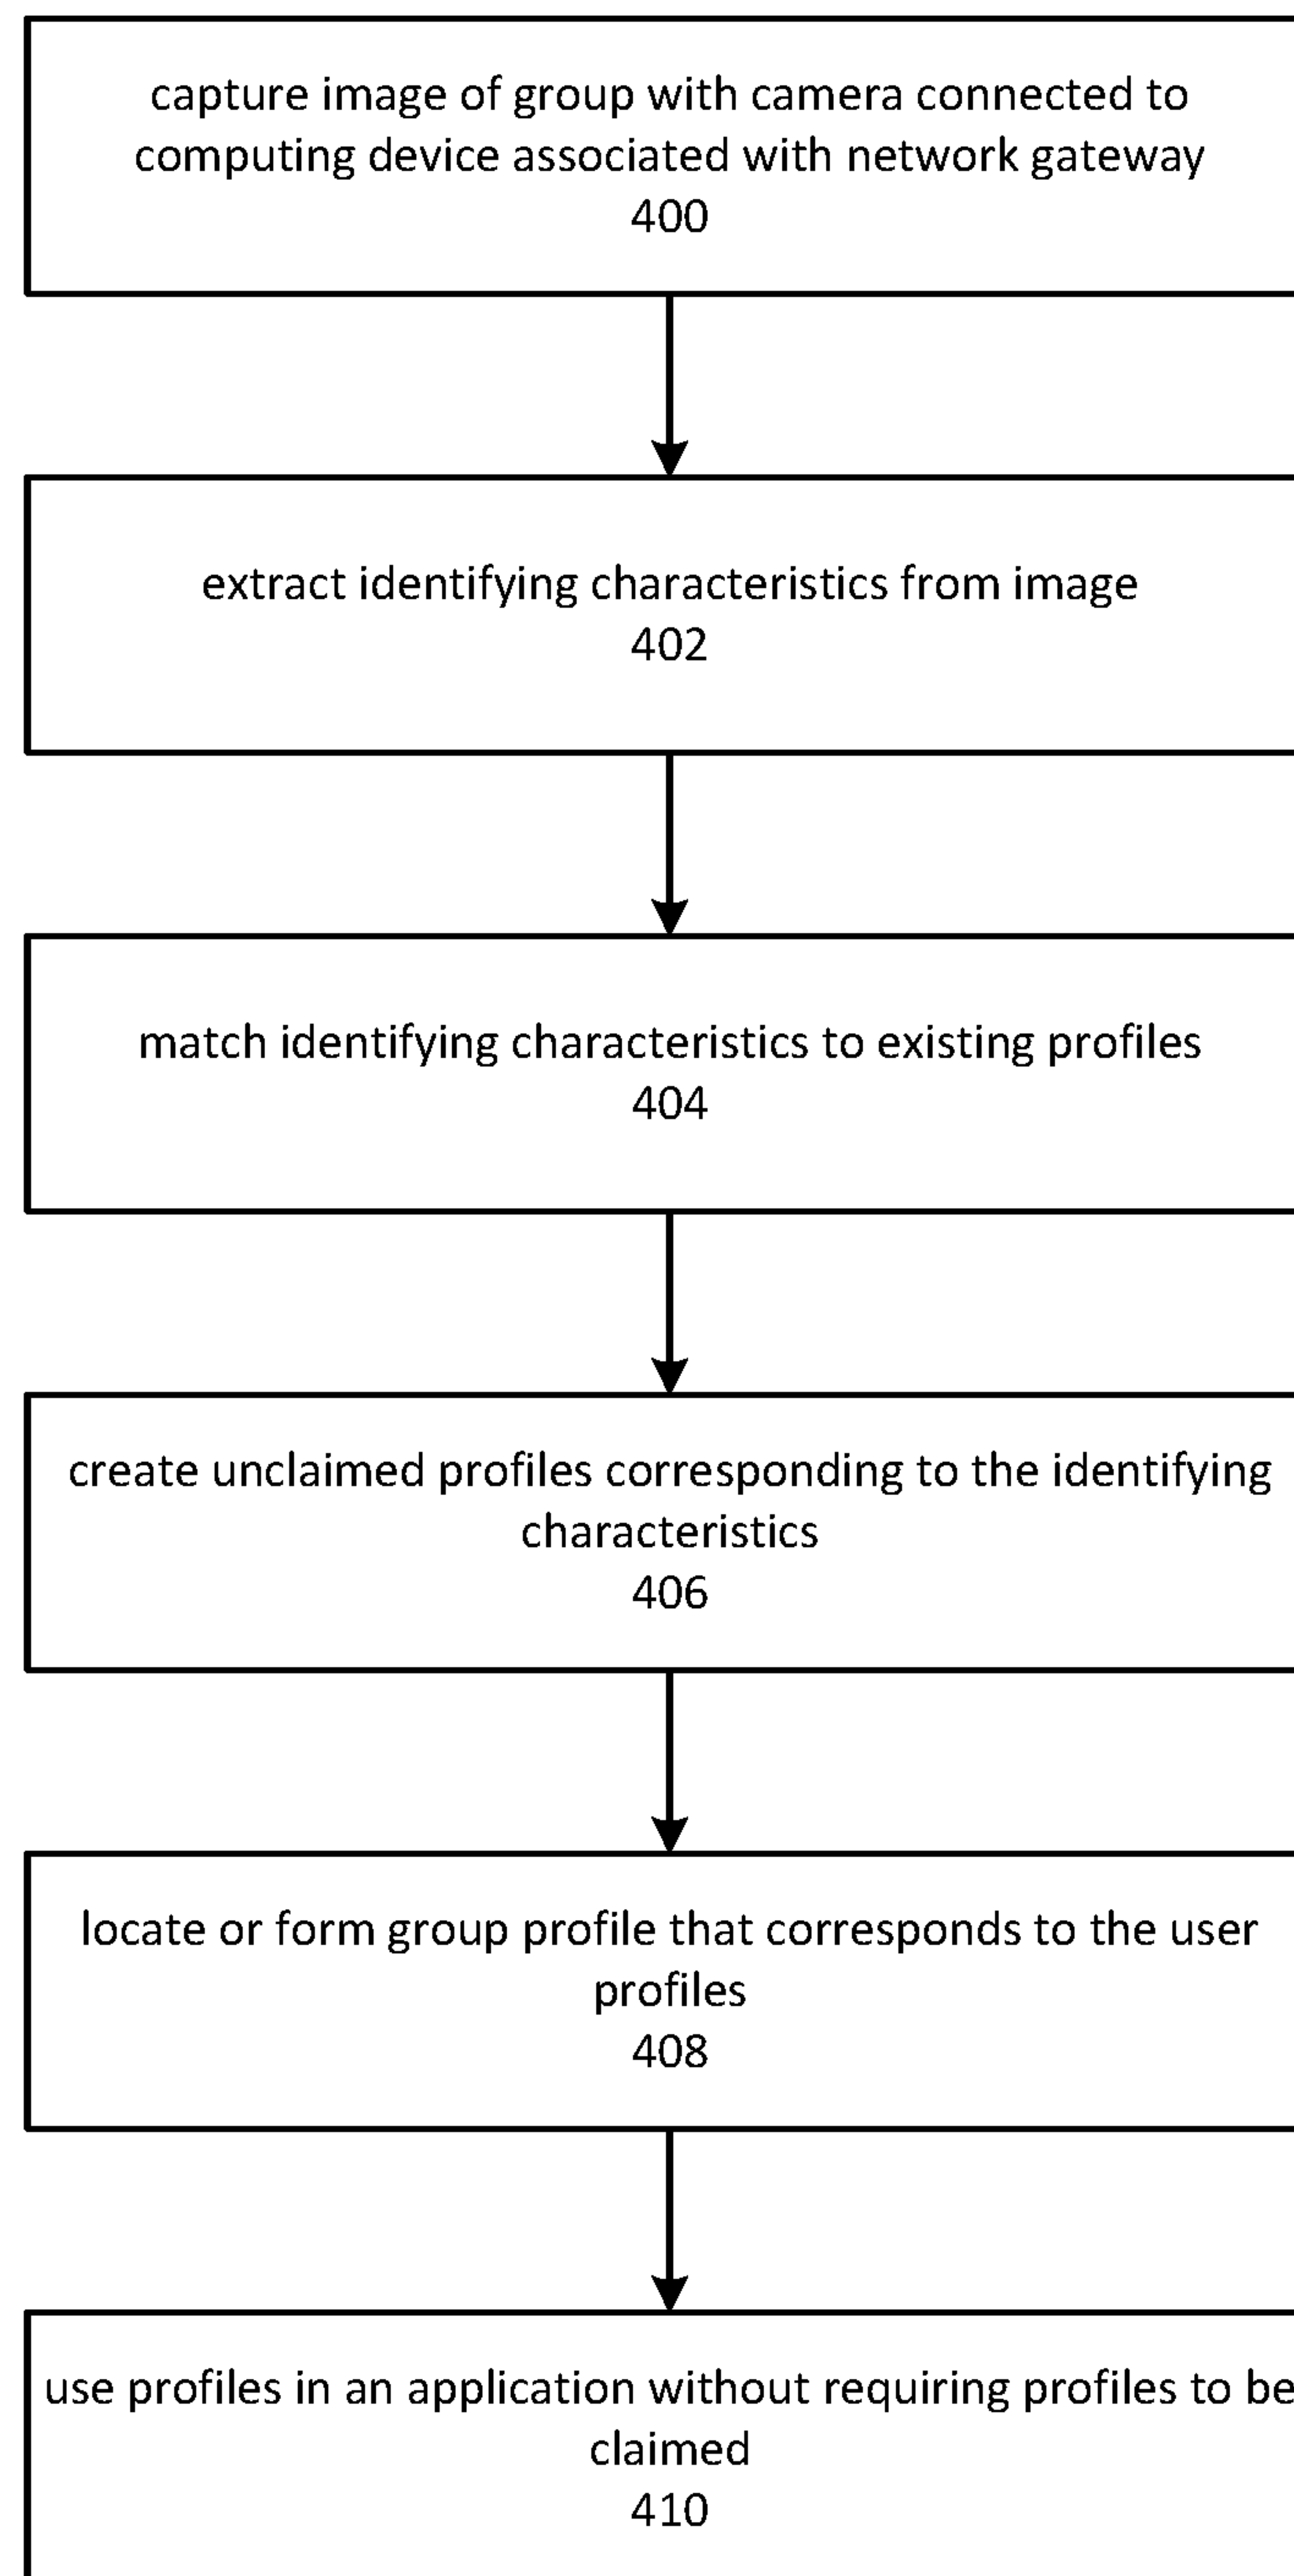 capture image of group with camera connected to
computing device associated with network gateway
400
extract identifying characteristics from image
402
match identifying characteristics to existing profiles
404
create unclaimed profiles corresponding to the identifying
characteristics
406
locate or form group profile that corresponds to the user
profiles
408
use profiles in an application without requiring profiles to be
claimed
410